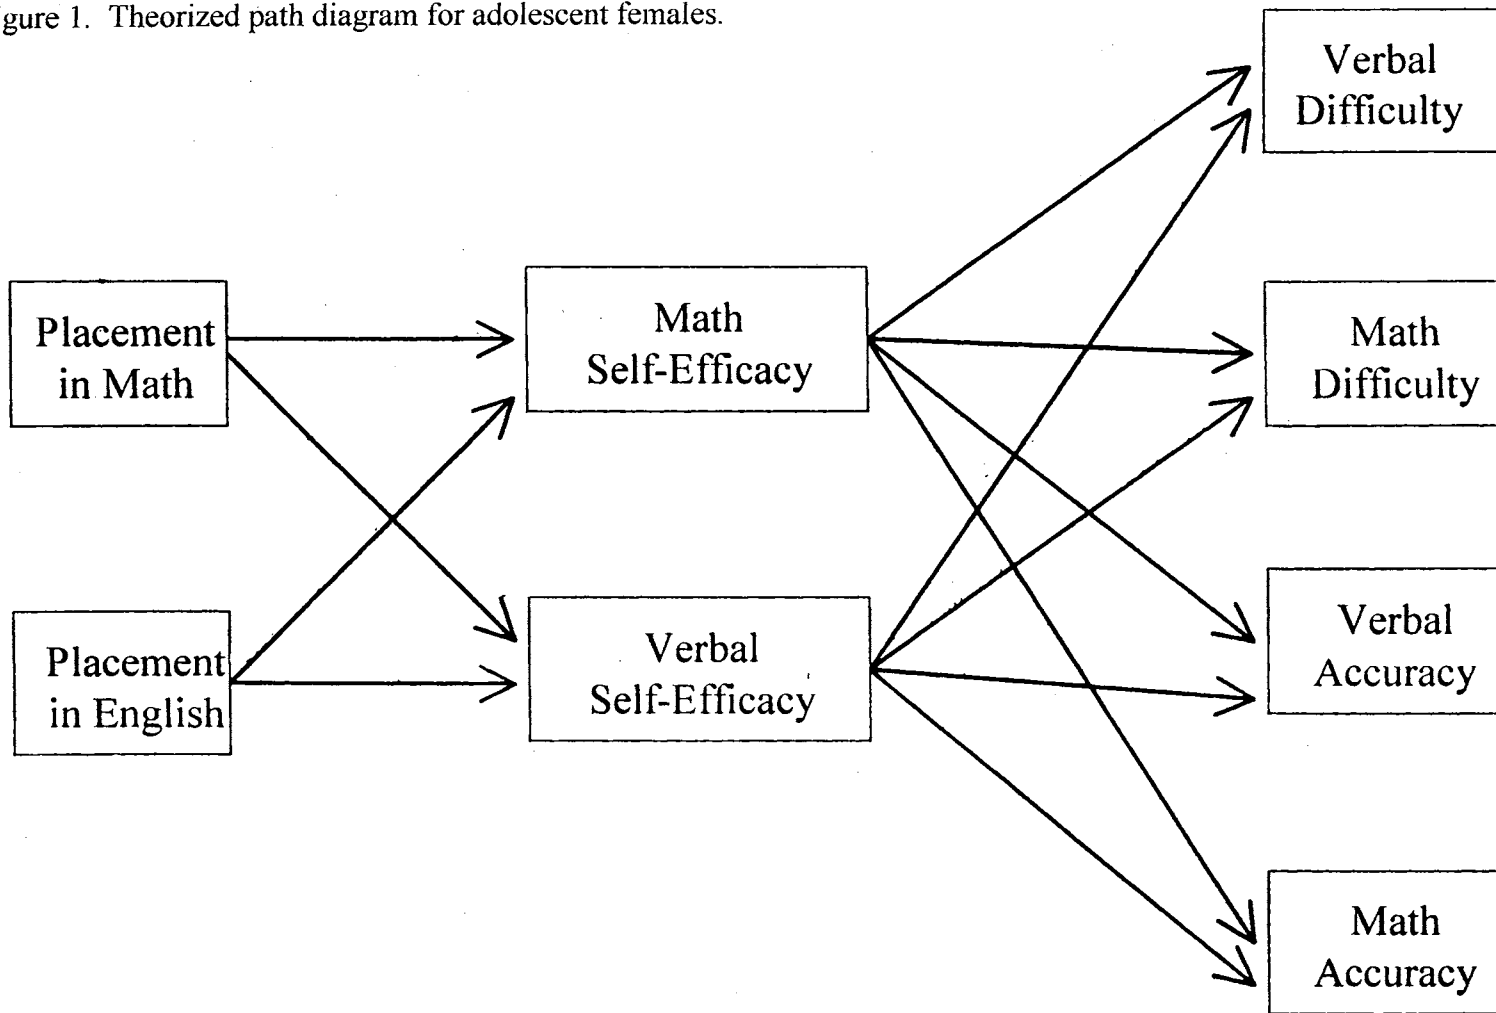 gure 1. Theorized path diagram for adolescent females.
Verbal
Difficulty
Placement
in Math
Math
Self-Efficacy
Math
Difficulty
Placement
in English
Verbal
Self-Efficacy
Verbal
Accuracy
Math
Accuracy